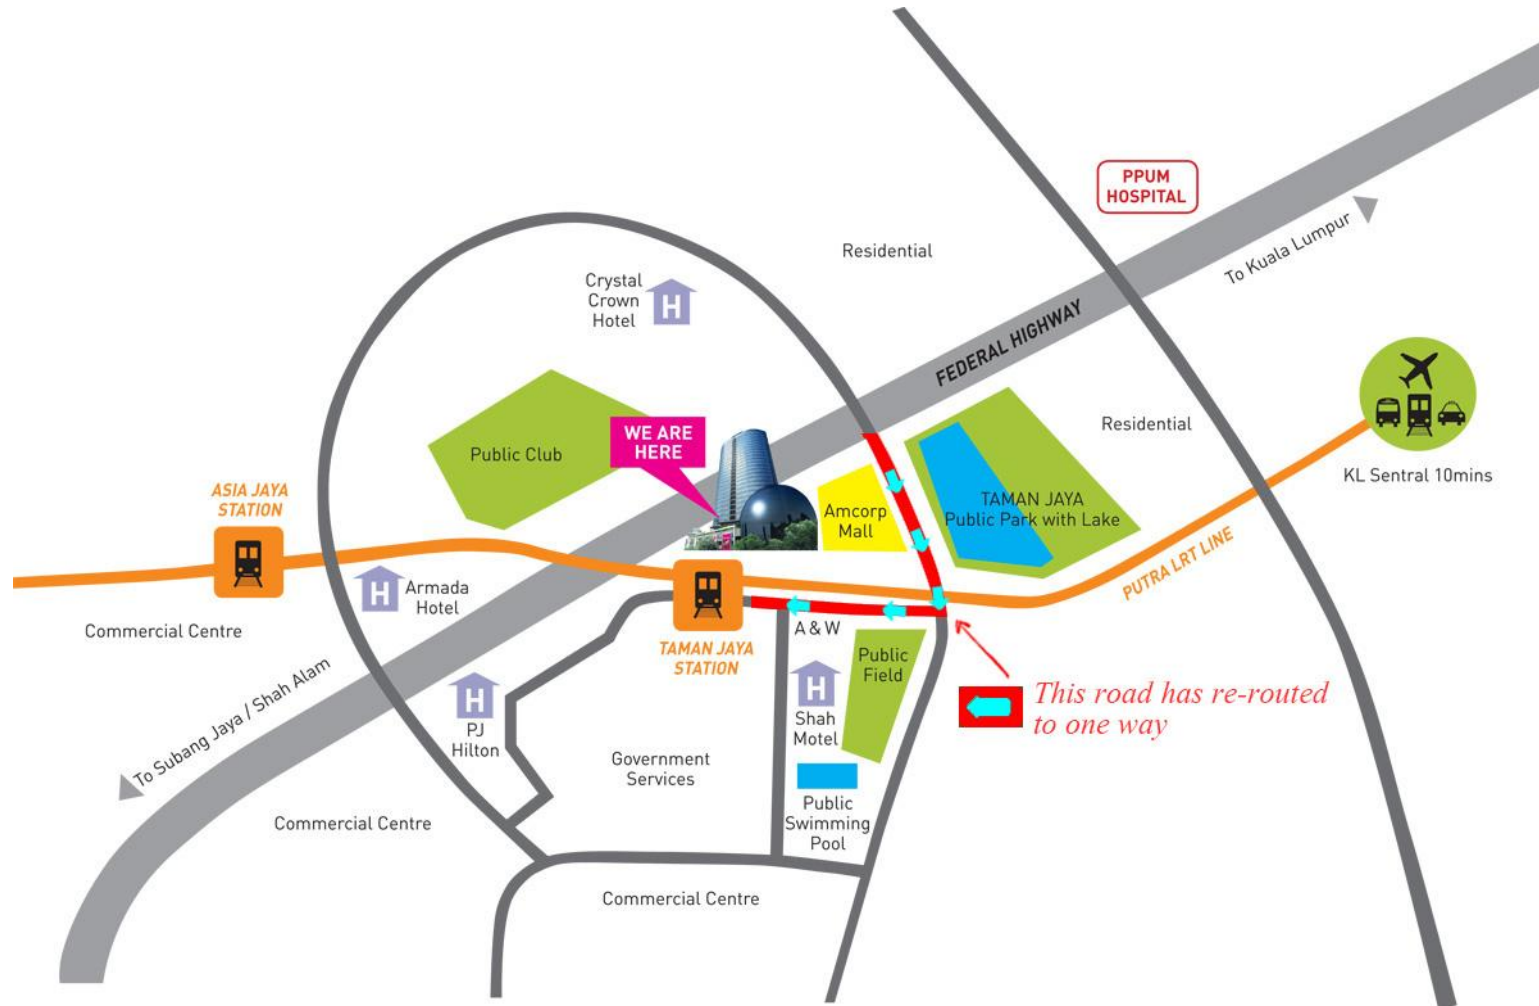 PPUM
HOSPITAL
To Kuala Lumpur
Residential
Crystal
Crown
Hotel
H
FEDERAL HIGHWAY
WE ARE
HERE
Public Club
Residential
KL Sentral 10mins
ASIA JAYA
STATION
Amcorp
Mall
TAMAN JAYA
Public Park with Lake
PUTRA LRT LINE
H
Armada
Hotel
Commercial Centre
TAMAN JAYA
STATION
A & W
Public
Field
H
Shah
Motel
This road has re-routed
to one way
To Subang Jaya / Shah Alam
H
PJ
Hilton
Government
Services
Public
Swimming
Pool
Commercial Centre
Commercial Centre